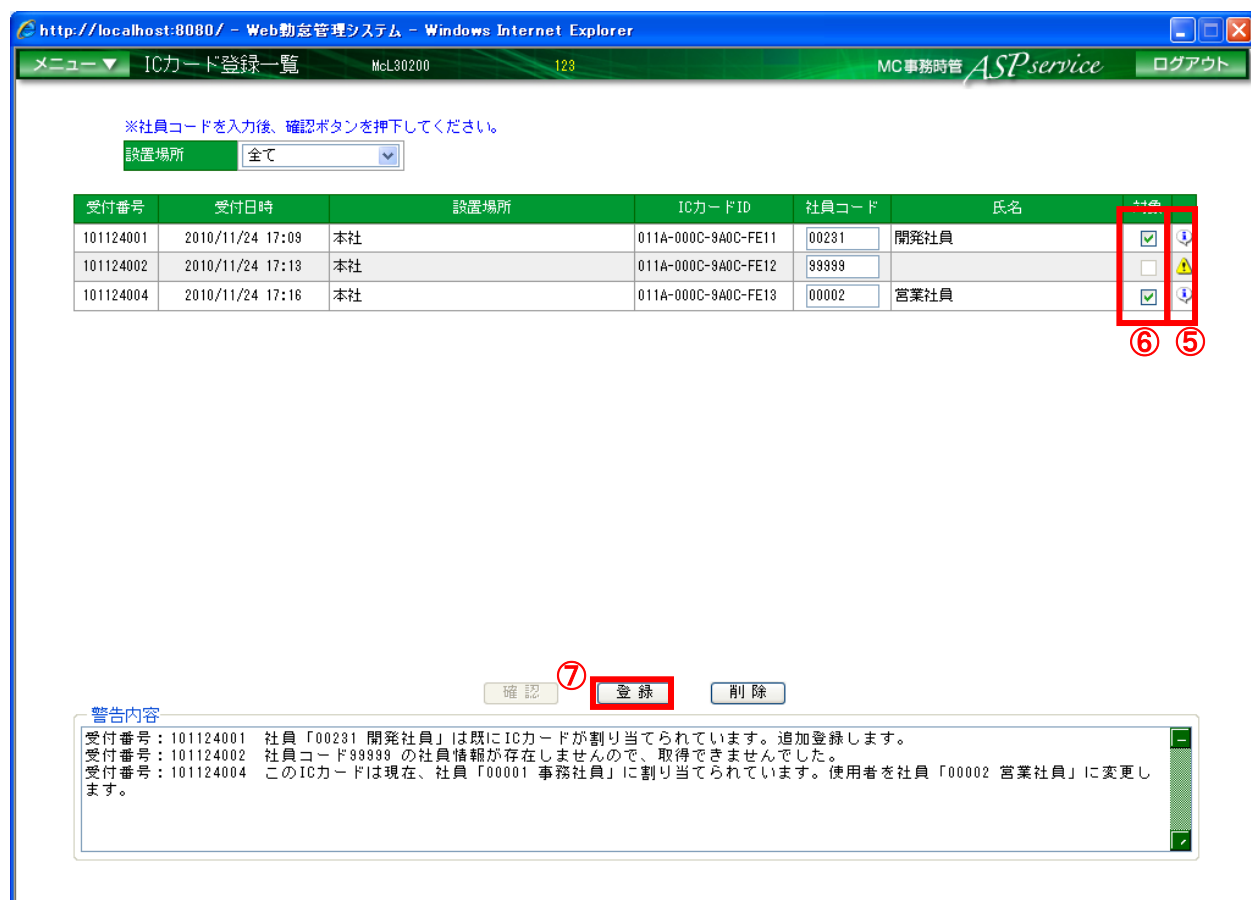 http://localhost:8080/ - Web勤怠管理システム - Windows Internet Explorer
メニュー▼ ICカード登録一覧 McL30200 123 MC事務時管 ASPservice ログアウト
※社員コードを入力後、確認ボタンを押下してください。
設置場所 全て
受付番号 受付日時 設置場所 ICカードID 社員コード 氏名 対象
101124001 2010/11/24 17:09 本社 011A-000C-9A0C-FE11 00231 開発社員
101124002 2010/11/24 17:13 本社 011A-000C-9A0C-FE12 99999
101124004 2010/11/24 17:16 本社 011A-000C-9A0C-FE13 00002 営業社員
⑥ ⑤
⑦
確認 登録 削除
警告内容
受付番号：101124001 社員「00231 開発社員」は既にICカードが割り当てられています。追加登録します。
受付番号：101124002 社員コード99999 の社員情報が存在しませんので、取得できませんでした。
受付番号：101124004 このICカードは現在、社員「00001 事務社員」に割り当てられています。使用者を社員「00002 営業社員」に変更し
ます。